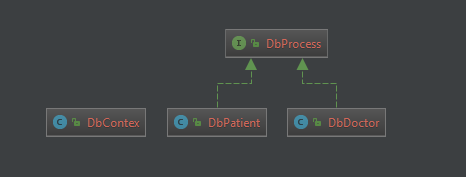 I DbProcess
C DbContex
C DbPatient
C DbDoctor